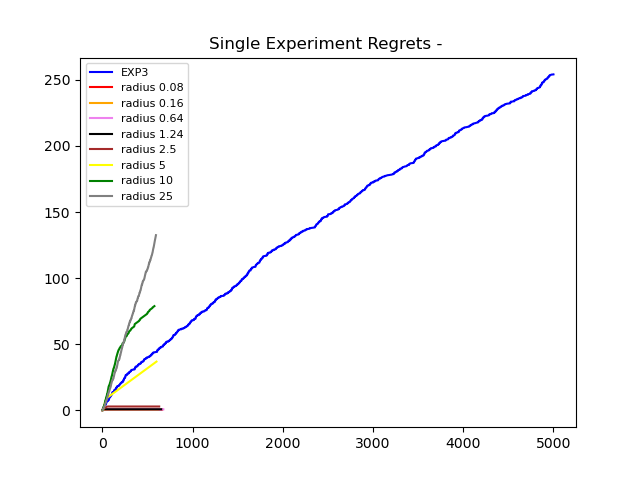 Single Experiment Regrets -
EXP3
radius 0.08
radius 0.16
radius 0.64
radius 1.24
radius 2.5
radius 5
radius 10
radius 25
250
200
150
100
50
0
0 1000 2000 3000 4000 5000